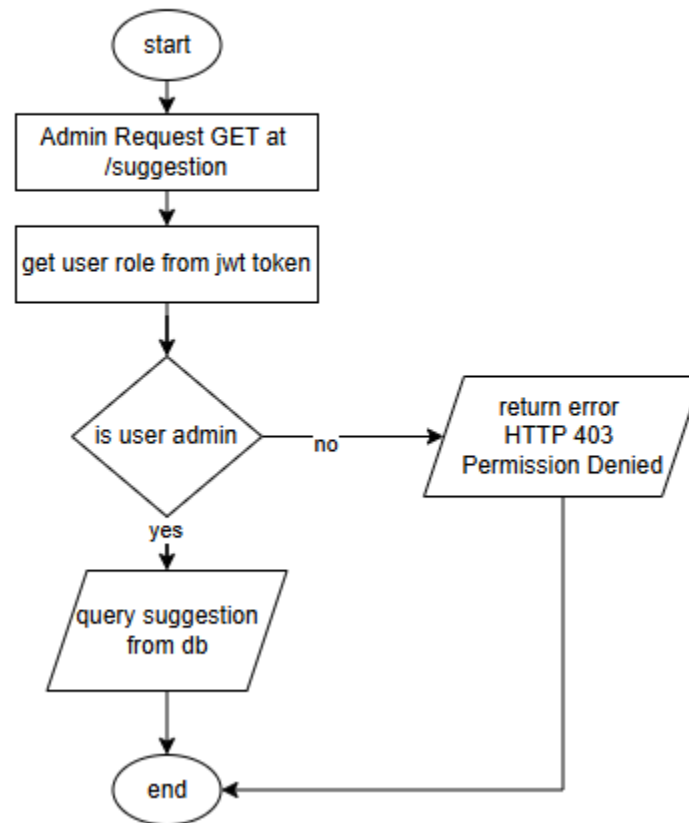 start
Admin Request GET at
/suggestion
get user role from jwt token
is user admin
no
return error
HTTP 403
Permission Denied
yes
query suggestion
from db
end